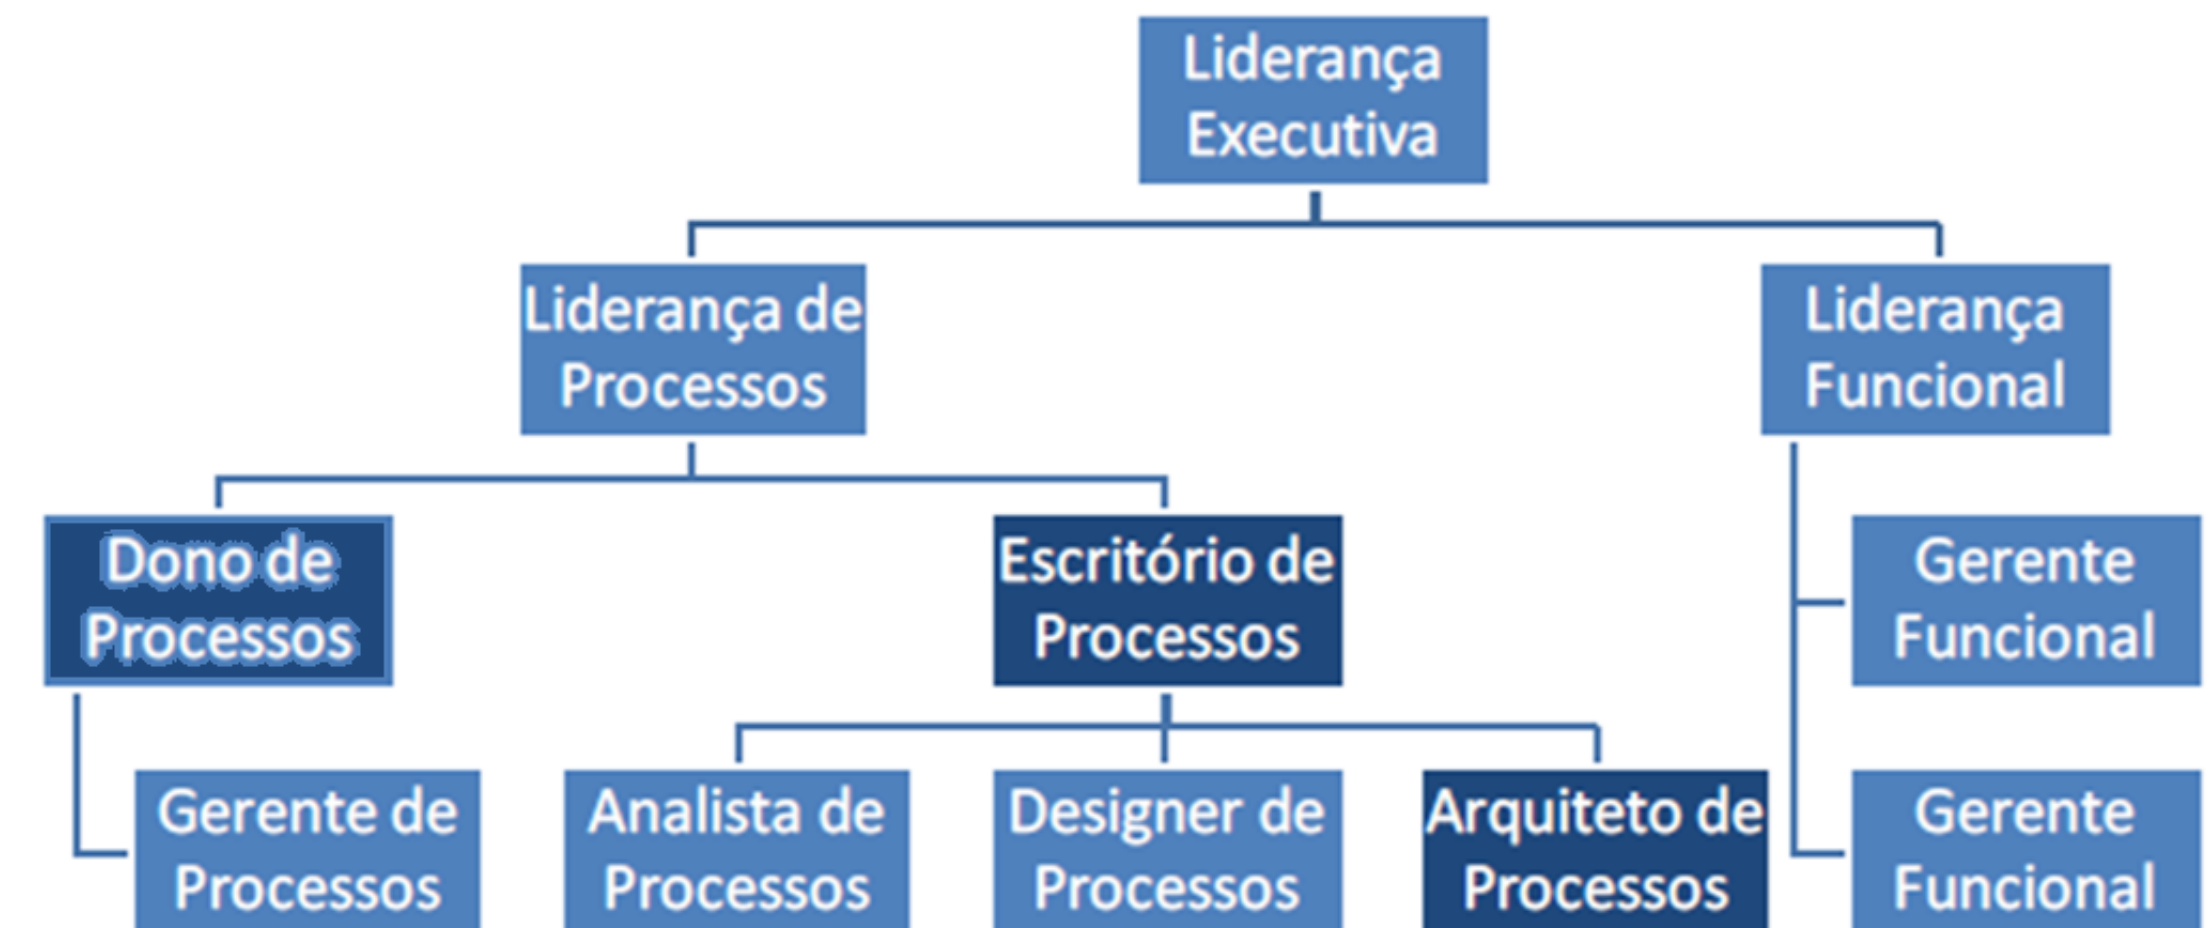 Liderança
Executiva
Liderança de
Processos
Liderança
Funcional
Dono de
Processos
Escritório de
Processos
Gerente
Funcional
Gerente de
Processos
Analista de
Processos
Designer de
Processos
Arquiteto de
Processos
Gerente
Funcional